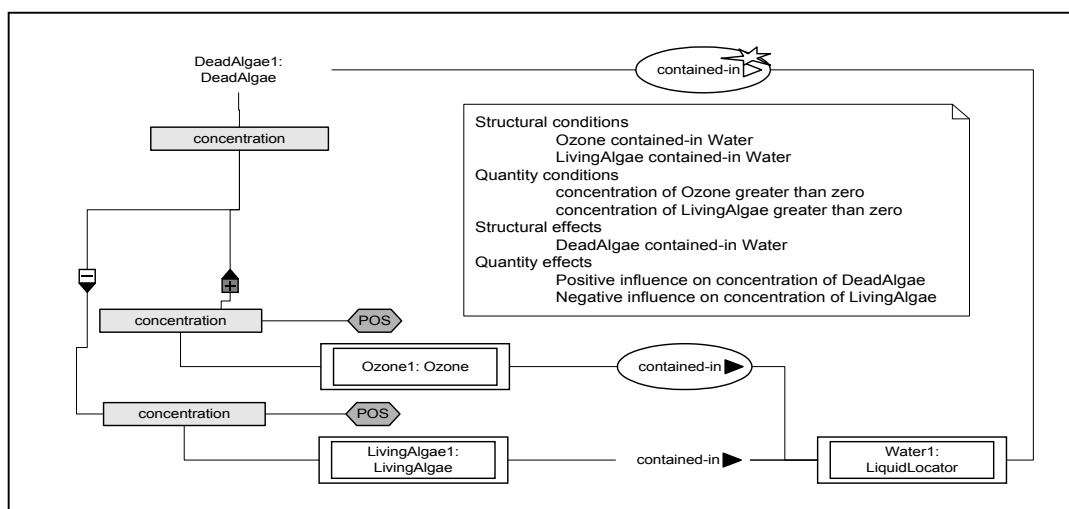 DeadAlgae1:
DeadAlgae
contained-in
concentration
Structural conditions
Ozone contained-in Water
LivingAlgae contained-in Water
Quantity conditions
concentration of Ozone greater than zero
concentration of LivingAlgae greater than zero
Structural effects
DeadAlgae contained-in Water
Quantity effects
Positive influence on concentration of DeadAlgae
Negative influence on concentration of LivingAlgae
concentration
POS
Ozone1: Ozone
contained-in
concentration
POS
LivingAlgae1:
LivingAlgae
contained-in
Water1:
LiquidLocator